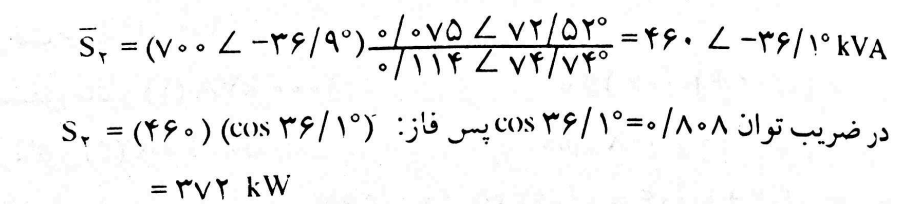 S̅₂ = (۷۰۰ ∠ −۳۶/۹°) ۰/۰۷۵ ∠ ۷۲/۵۲° / ۰/۱۱۴ ∠ ۷۴/۷۴° = ۴۶۰ ∠ −۳۶/۱° kVA
در ضریب توان cos ۳۶/۱°=۰/۸۰۸ پس فاز: S₂ = (۴۶۰) (cos ۳۶/۱°)
= ۳۷۲ kW